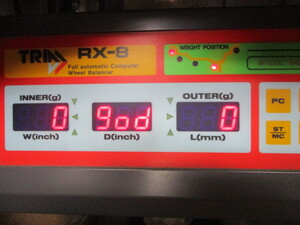 TRIM RX-8
Full automatic Computer
Wheel Balancer
WEIGHT POSITION
INNER(g)
OUTER(g)
0 god 0
W(inch)
D(inch)
L(mm)
PC
ST/
MC